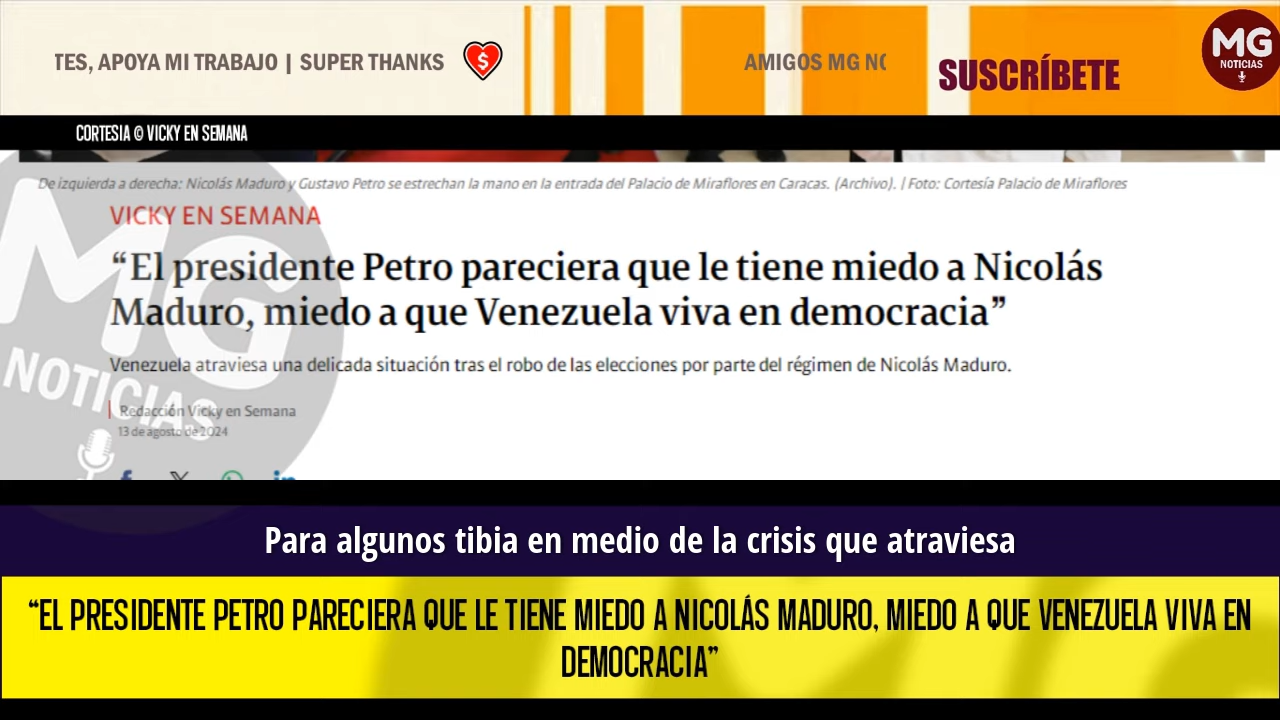 TES, APOYA MI TRABAJO | SUPER THANKS
$
AMIGOS MG NO
SUSCRÍBETE
MG
NOTICIAS
CORTESIA © VICKY EN SEMANA
De izquierda a derecha: Nicolás Maduro y Gustavo Petro se estrechan la mano en la entrada del Palacio de Miraflores en Caracas. (Archivo). | Foto: Cortesía Palacio de Miraflores
VICKY EN SEMANA
“El presidente Petro pareciera que le tiene miedo a Nicolás
Maduro, miedo a que Venezuela viva en democracia”
Venezuela atraviesa una delicada situación tras el robo de las elecciones por parte del régimen de Nicolás Maduro.
Redacción Vicky en Semana
13 de agosto de 2024
MG
NOTICIAS
Para algunos tibia en medio de la crisis que atraviesa
“EL PRESIDENTE PETRO PARECIERA QUE LE TIENE MIEDO A NICOLÁS MADURO, MIEDO A QUE VENEZUELA VIVA EN
DEMOCRACIA”